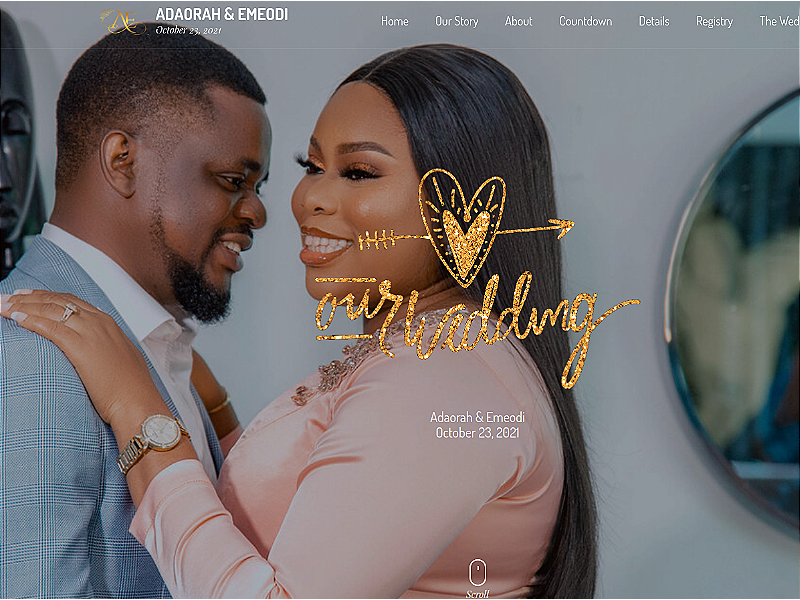 AE
ADAORAH & EMEODI
October 23, 2021
Home Our Story About Countdown Details Registry The Wed
our wedding
Adaorah & Emeodi
October 23, 2021
Scroll